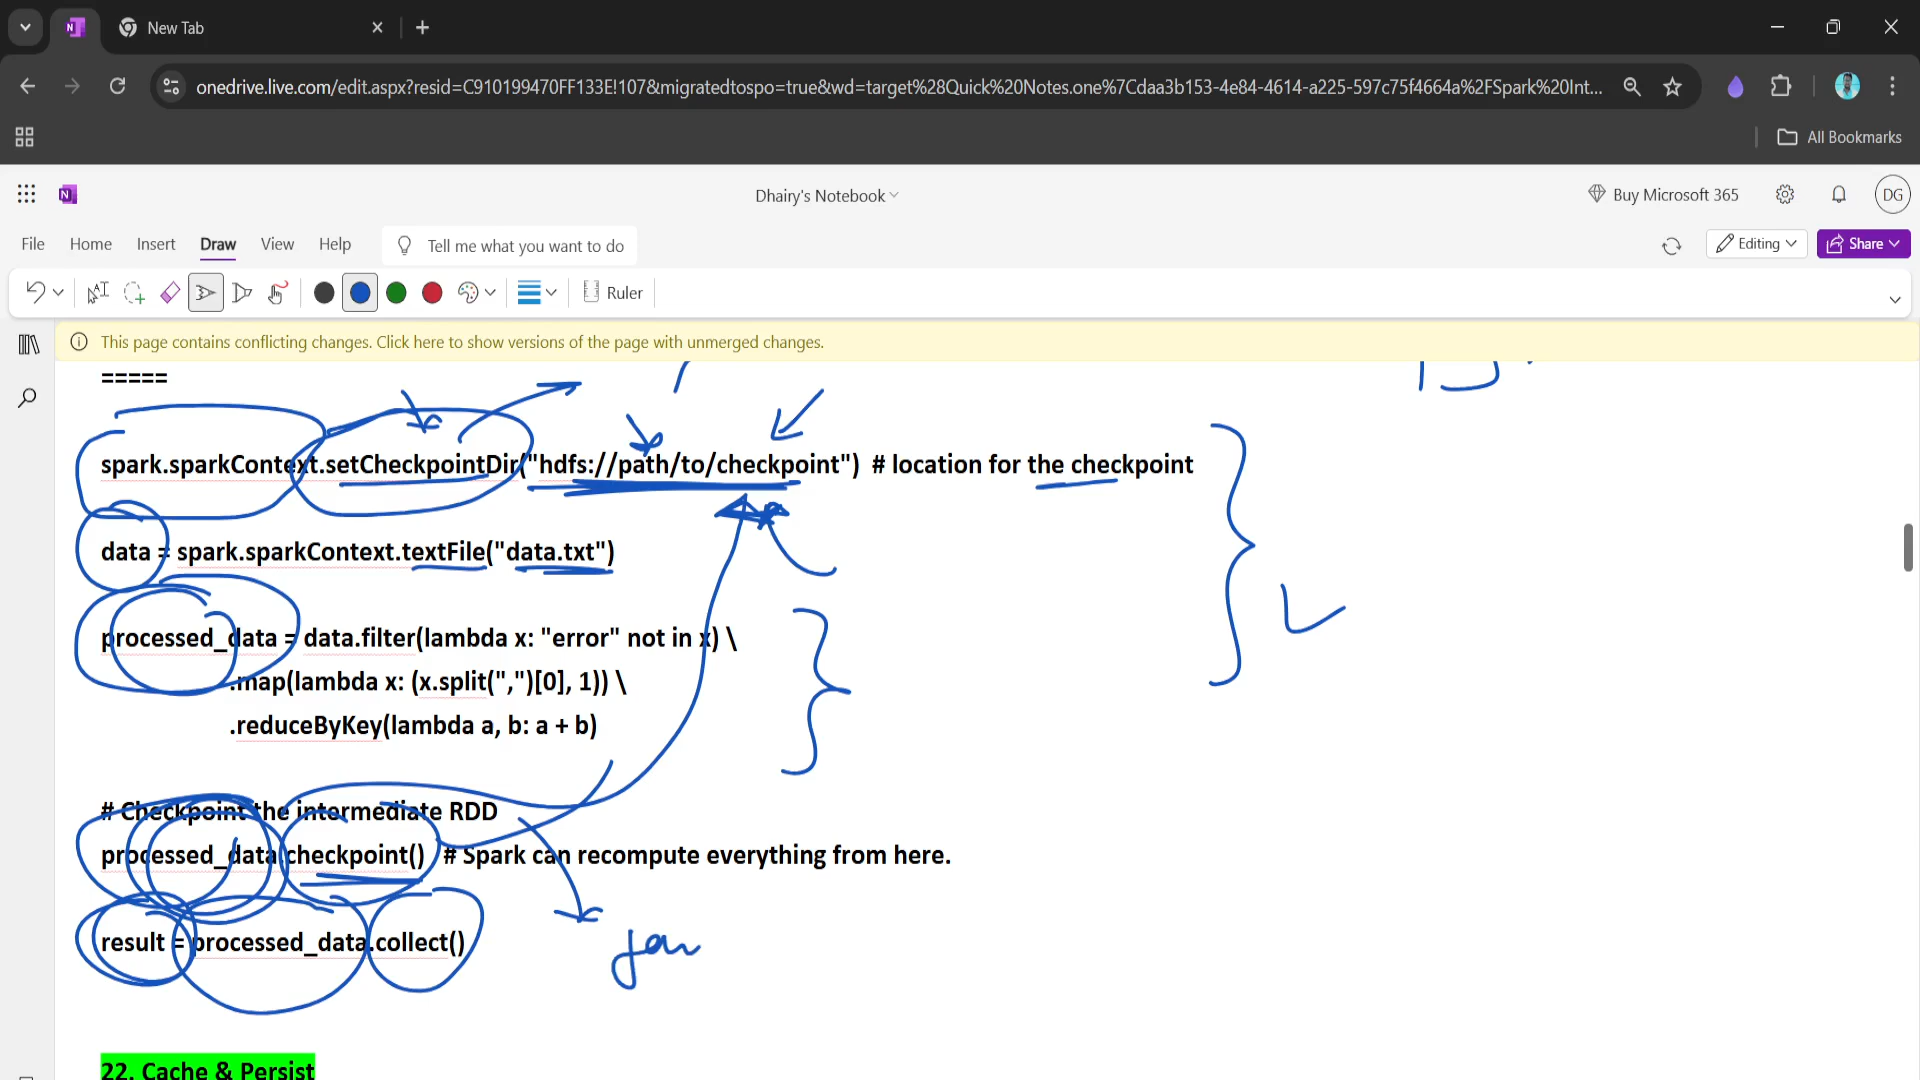 New Tab
onedrive.live.com/edit.aspx?resid=C910199470FF133E!107&migratedtospo=true&wd=target%28Quick%20Notes.one%7Cdaa3b153-4e84-4614-a225-597c75f4664a%2FSpark%20Int...
All Bookmarks
Dhairy's Notebook
Buy Microsoft 365
DG
File Home Insert Draw View Help Tell me what you want to do
Editing
Share
Ruler
This page contains conflicting changes. Click here to show versions of the page with unmerged changes.
=====
spark.sparkContext.setCheckpointDir("hdfs://path/to/checkpoint") # location for the checkpoint
data = spark.sparkContext.textFile("data.txt")
processed_data = data.filter(lambda x: "error" not in x) \
.map(lambda x: (x.split(",")[0], 1)) \
.reduceByKey(lambda a, b: a + b)
# Checkpoint the intermediate RDD
processed_data.checkpoint() # Spark can recompute everything from here.
result = processed_data.collect()
22. Cache & Persist